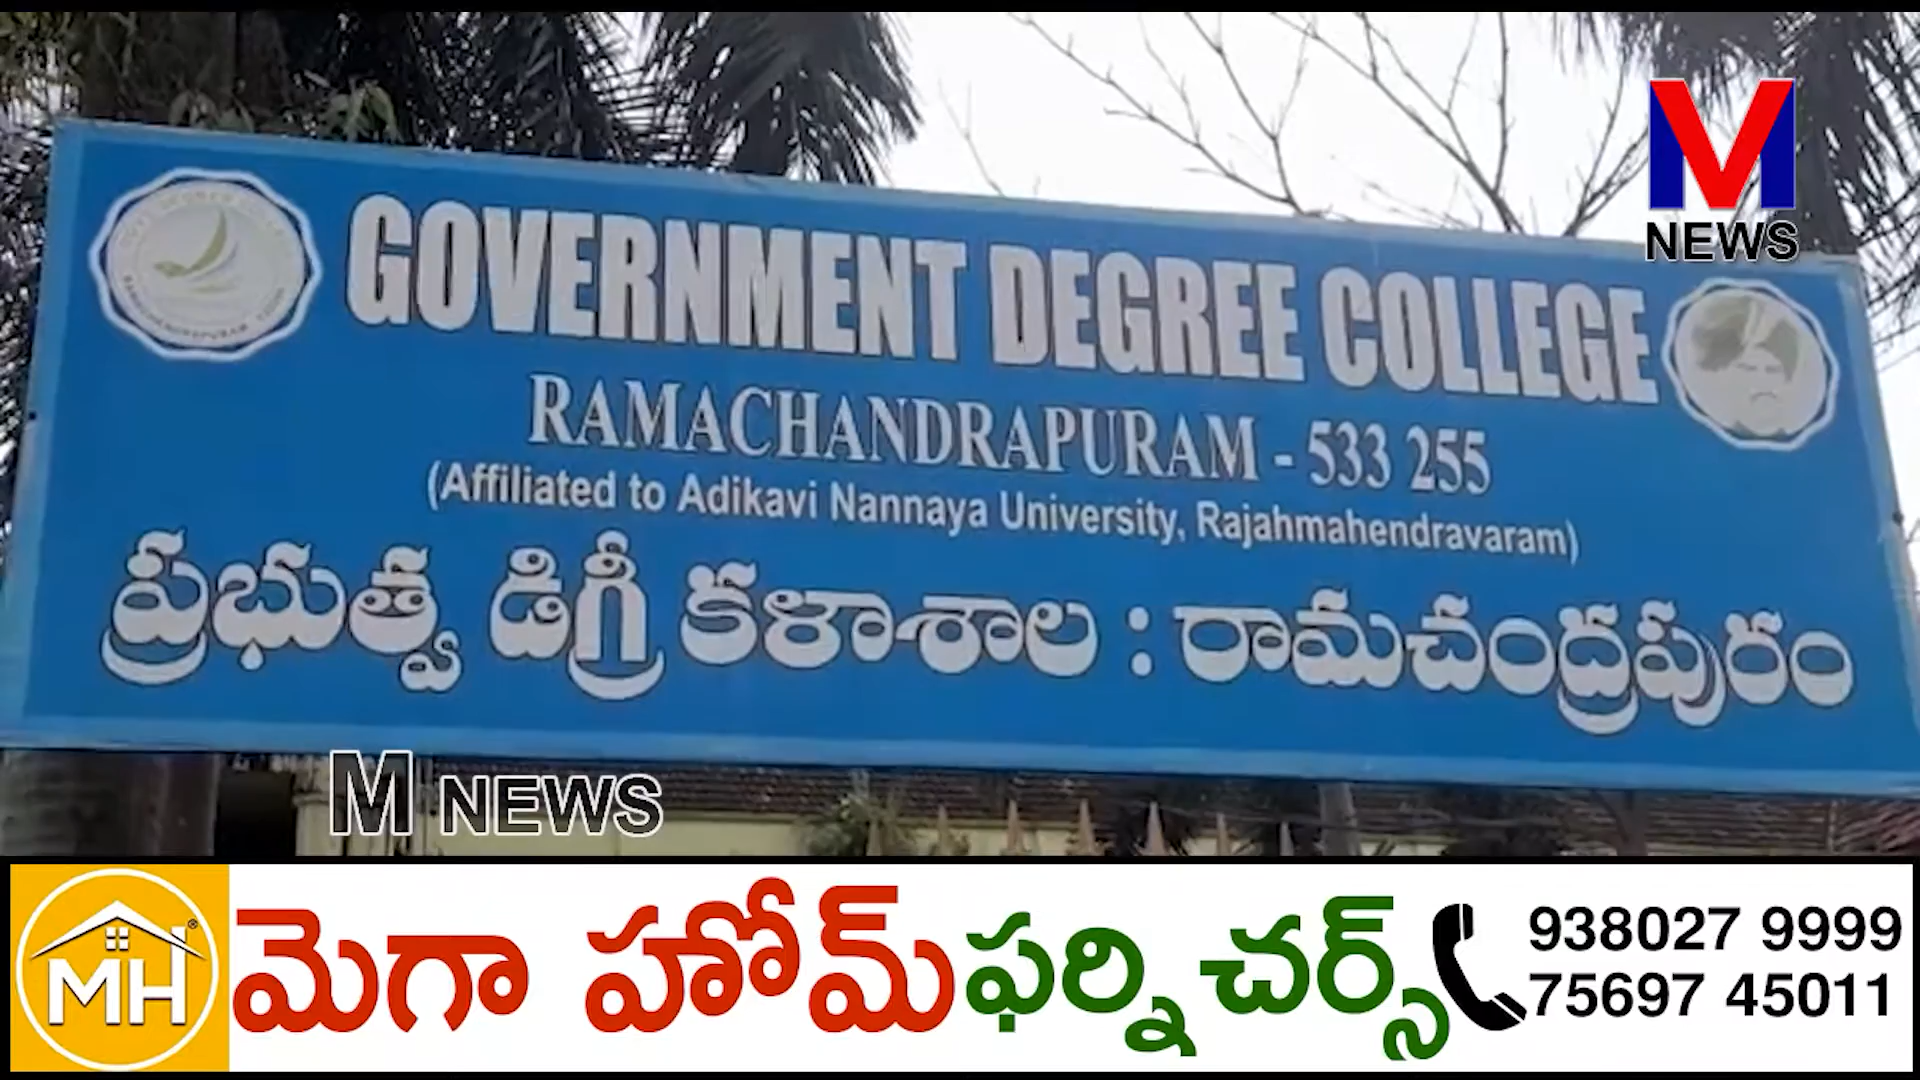 M
NEWS
GOVERNMENT DEGREE COLLEGE
RAMACHANDRAPURAM - 533 255
(Affiliated to Adikavi Nannaya University, Rajahmahendravaram)
ప్రభుత్వ డిగ్రీ కళాశాల : రామచంద్రపురం
M NEWS
MH®
మెగా హోమ్ ఫర్నిచర్స్
938027 9999
75697 45011